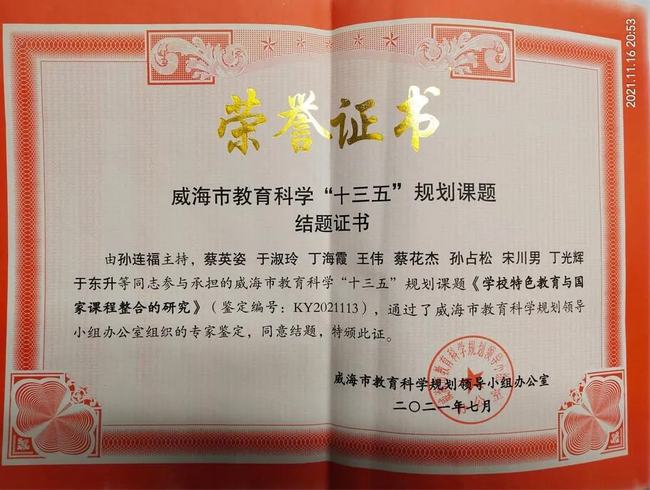 2021.11.16 20:53
荣誉证书
威海市教育科学“十三五”规划课题
结题证书
由孙连福主持，蔡英姿 于淑玲 丁海霞 王伟 蔡花杰 孙占松 宋川男 丁光辉
于东升等同志参与承担的威海市教育科学“十三五”规划课题《学校特色教育与国
家课程整合的研究》（鉴定编号：KY2021113），通过了威海市教育科学规划领导
小组办公室组织的专家鉴定，同意结题，特颁此证。
威海市教育科学规划领导小组办公室
二〇二一年七月